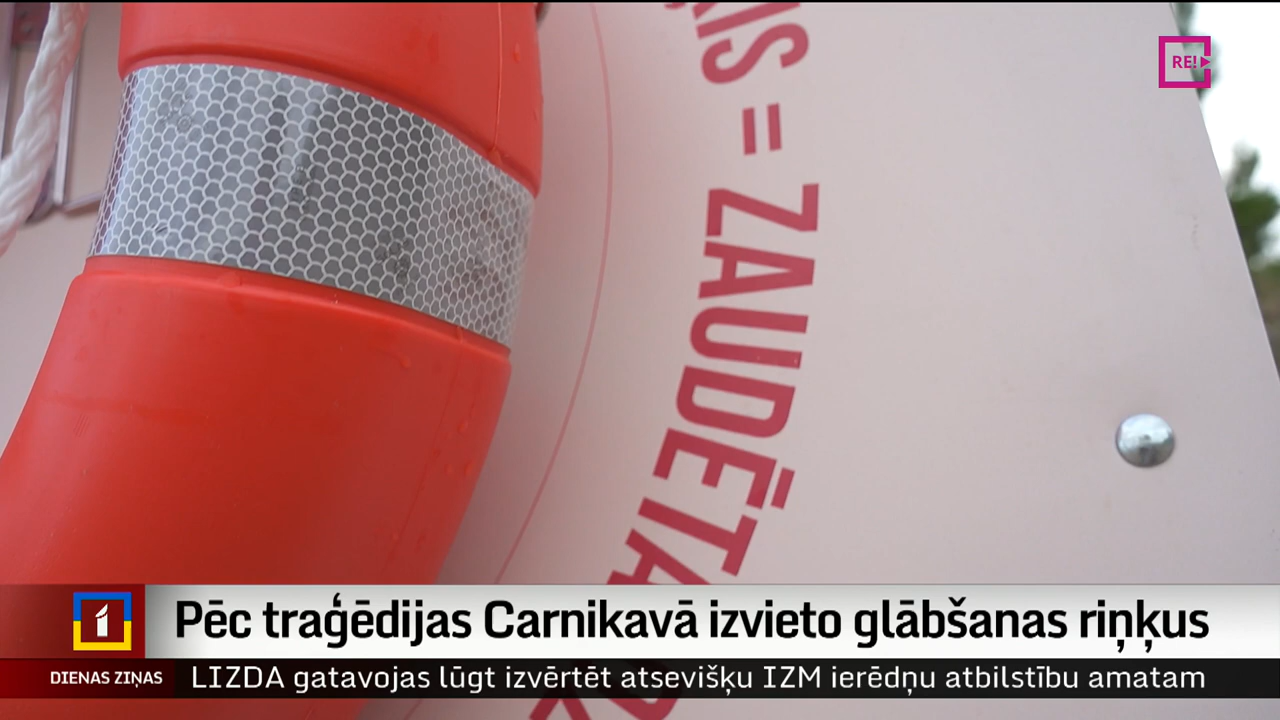 RE!
= ZAUDĒTA
1
Pēc traģēdijas Carnikavā izvieto glābšanas riņķus
DIENAS ZIŅAS
LIZDA gatavojas lūgt izvērtēt atsevišķu IZM ierēdņu atbilstību amatam